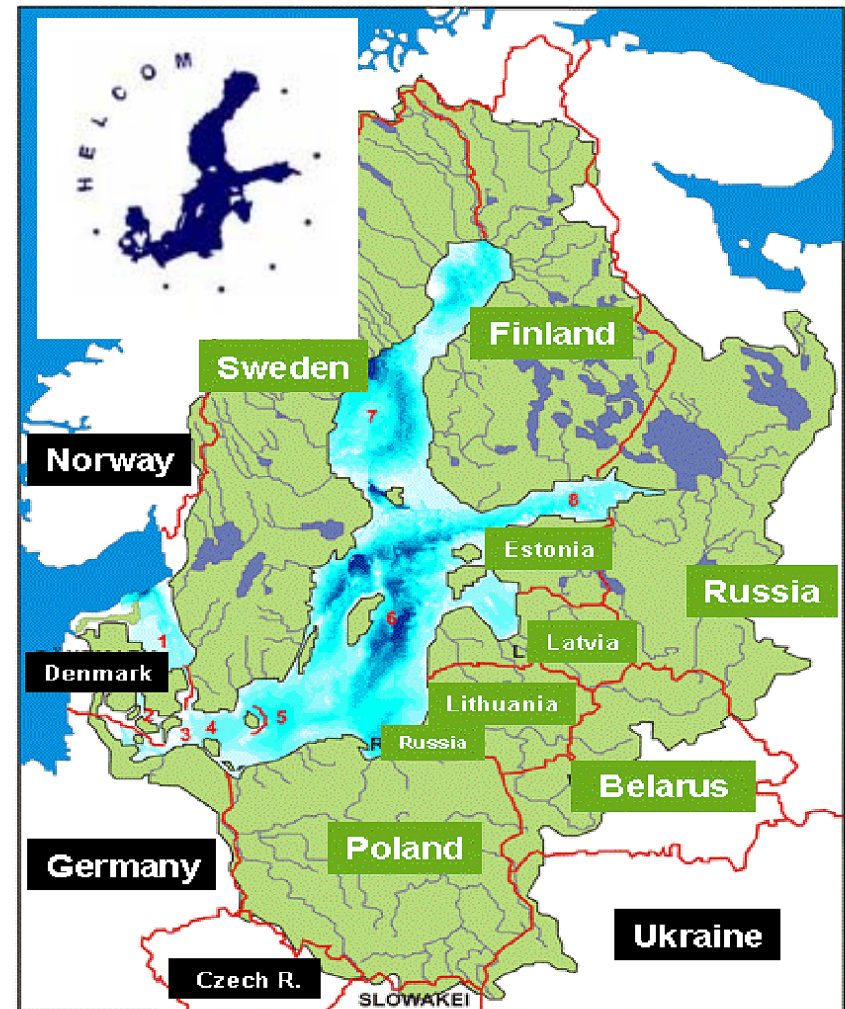 HELCOM
Finland
Sweden
7
Norway
8
Estonia
Russia
6
1
Latvia
L
Denmark
Lithuania
2
5
4
3
R
Russia
Belarus
Poland
Germany
Ukraine
Czech R.
SLOWAKEI